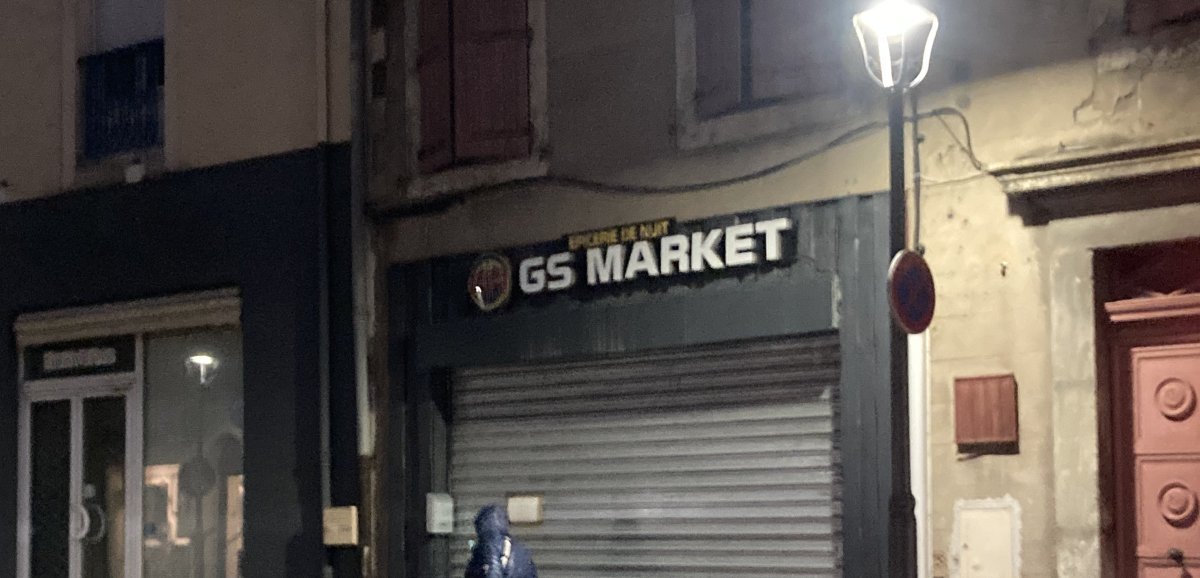 EPICERIE DE NUIT
GS MARKET